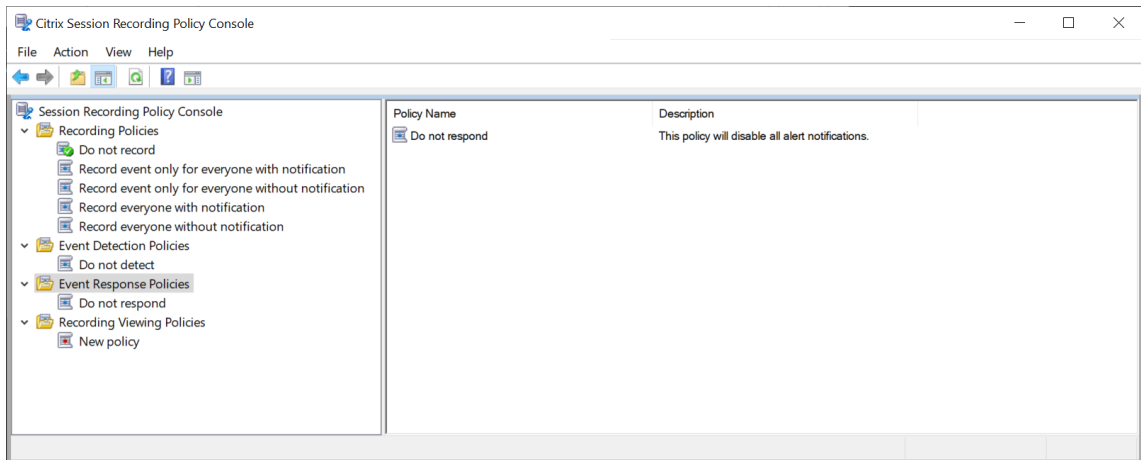 Citrix Session Recording Policy Console
File Action View Help
Session Recording Policy Console
Recording Policies
Do not record
Record event only for everyone with notification
Record event only for everyone without notification
Record everyone with notification
Record everyone without notification
Event Detection Policies
Do not detect
Event Response Policies
Do not respond
Recording Viewing Policies
New policy
Policy Name Description
Do not respond This policy will disable all alert notifications.